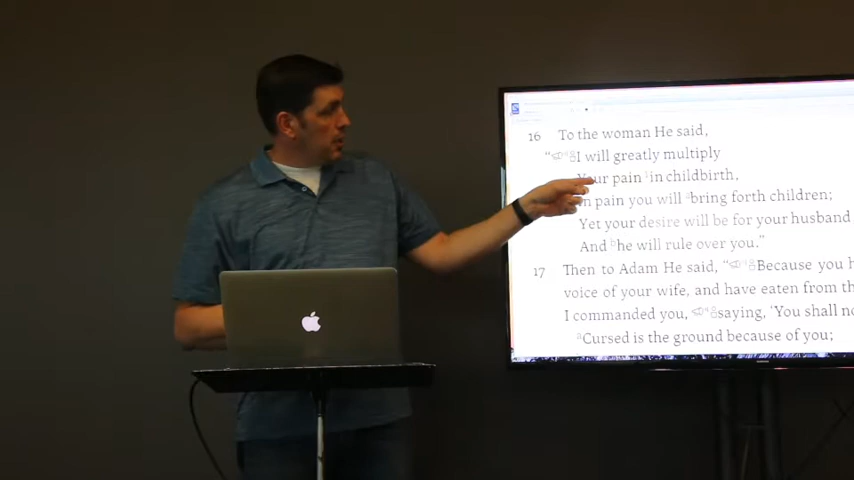 16 To the woman He said,
“I will greatly multiply
Your pain in childbirth,
In pain you will bring forth children;
Yet your desire will be for your husband
And he will rule over you.”
17 Then to Adam He said, “Because you h
voice of your wife, and have eaten from th
I commanded you, saying, ‘You shall no
Cursed is the ground because of you;